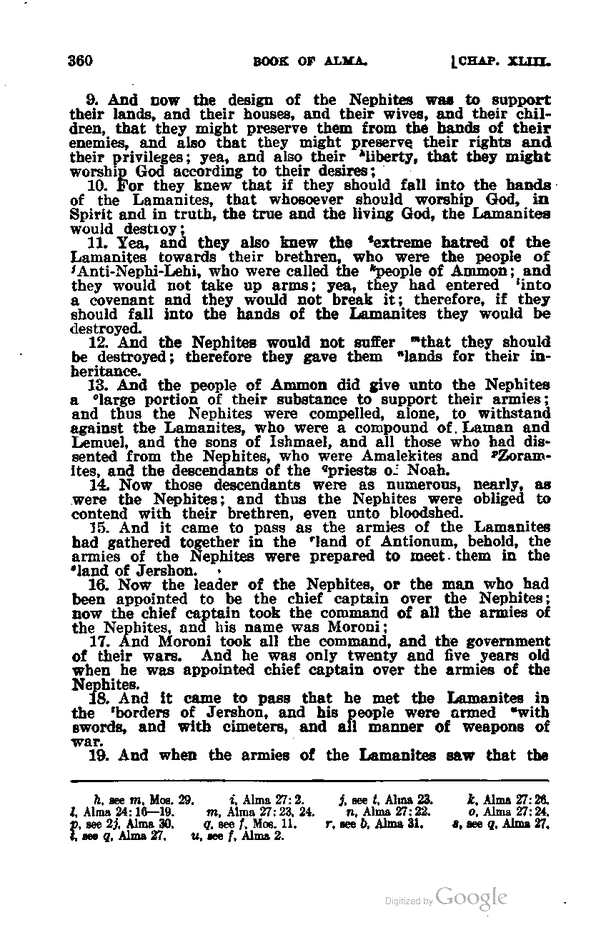 360 BOOK OF ALMA. [CHAP. XLIII.
9. And now the design of the Nephites was to support
their lands, and their houses, and their wives, and their chil-
dren, that they might preserve them from the hands of their
enemies, and also that they might preserve their rights and
their privileges; yea, and also their ʰliberty, that they might
worship God according to their desires;
10. For they knew that if they should fall into the hands
of the Lamanites, that whosoever should worship God, in
Spirit and in truth, the true and the living God, the Lamanites
would destroy;
11. Yea, and they also knew the ⁱextreme hatred of the
Lamanites towards their brethren, who were the people of
ʲAnti-Nephi-Lehi, who were called the ᵏpeople of Ammon; and
they would not take up arms; yea, they had entered ˡinto
a covenant and they would not break it; therefore, if they
should fall into the hands of the Lamanites they would be
destroyed.
12. And the Nephites would not suffer ᵐthat they should
be destroyed; therefore they gave them ⁿlands for their in-
heritance.
13. And the people of Ammon did give unto the Nephites
a ᵒlarge portion of their substance to support their armies;
and thus the Nephites were compelled, alone, to withstand
against the Lamanites, who were a compound of Laman and
Lemuel, and the sons of Ishmael, and all those who had dis-
sented from the Nephites, who were Amalekites and ᵖZoram-
ites, and the descendants of the ᑫpriests of Noah.
14. Now those descendants were as numerous, nearly, as
were the Nephites; and thus the Nephites were obliged to
contend with their brethren, even unto bloodshed.
15. And it came to pass as the armies of the Lamanites
had gathered together in the ʳland of Antionum, behold, the
armies of the Nephites were prepared to meet them in the
ˢland of Jershon.
16. Now the leader of the Nephites, or the man who had
been appointed to be the chief captain over the Nephites;
now the chief captain took the command of all the armies of
the Nephites, and his name was Moroni;
17. And Moroni took all the command, and the government
of their wars. And he was only twenty and five years old
when he was appointed chief captain over the armies of the
Nephites.
18. And it came to pass that he met the Lamanites in
the ᵗborders of Jershon, and his people were armed ᵘwith
swords, and with cimeters, and all manner of weapons of
war.
19. And when the armies of the Lamanites saw that the
h, see m, Mos. 29. i, Alma 27: 2. j, see t, Alma 23. k, Alma 27: 26.
l, Alma 24: 16—19. m, Alma 27: 23, 24. n, Alma 27: 22. o, Alma 27: 24.
p, see 2j, Alma 30. q, see f, Mos. 11. r, see b, Alma 31. s, see q, Alma 27.
t, see q, Alma 27. u, see f, Alma 2.
Digitized by Google